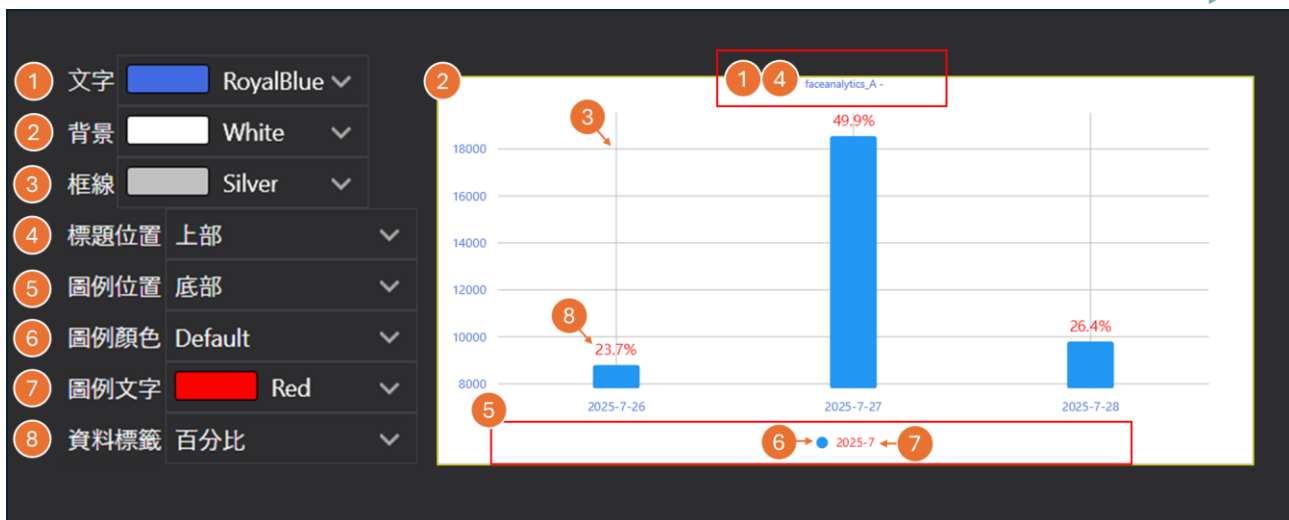 1 文字 RoyalBlue
2 背景 White
3 框線 Silver
4 標題位置 上部
5 圖例位置 底部
6 圖例顏色 Default
7 圖例文字 Red
8 資料標籤 百分比
2
1 4
faceanalytics_A -
3
49.9%
18000
16000
14000
12000
8
26.4%
10000
23.7%
8000
5
2025-7-26 2025-7-27 2025-7-28
6 2025-7 7